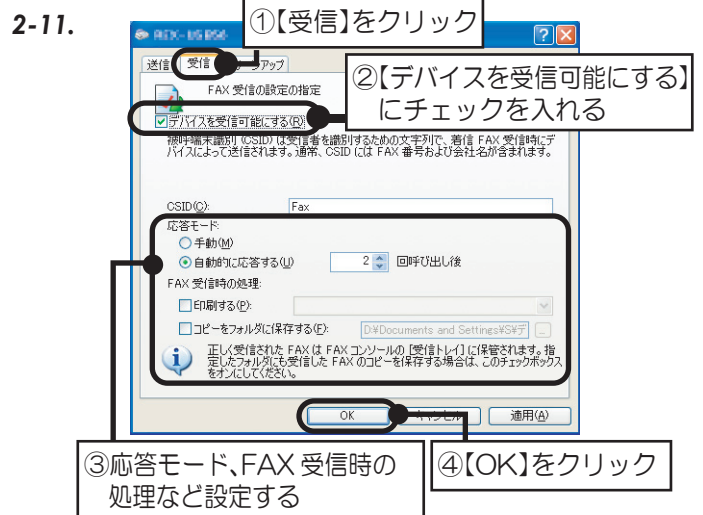 2-11.
①【受信】をクリック
REX-USB56
送信 受信
②【デバイスを受信可能にする】
にチェックを入れる
FAX 受信の設定の指定
デバイスを受信可能にする(R)
被呼端末識別 (CSID) は受信者を識別するための文字列で、着信 FAX 受信時にデ
バイスによって送信されます。通常、CSID には FAX 番号および会社名が含まれます。
CSID(C): Fax
応答モード:
手動(M)
自動的に応答する(U) 2 回呼び出し後
FAX 受信時の処理:
印刷する(P):
コピーをフォルダに保存する(F): D:¥Documents and Settings¥S¥デ ...
正しく受信された FAX は FAX コンソールの [受信トレイ] に保管されます。指
定したフォルダにも受信した FAX のコピーを保存する場合は、このチェックボックス
をオンにしてください。
OK キャンセル 適用(A)
③応答モード、FAX 受信時の
処理など設定する
④【OK】をクリック